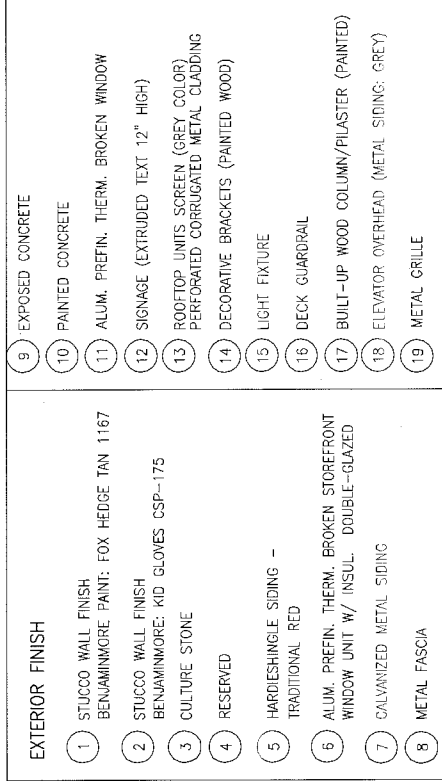 EXTERIOR FINISH
1 STUCCO WALL FINISH
BENJAMINMORE PAINT: FOX HEDGE TAN 1167
2 STUCCO WALL FINISH
BENJAMINMORE: KID GLOVES CSP-175
3 CULTURE STONE
4 RESERVED
5 HARDIESHINGLE SIDING -
TRADITIONAL RED
6 ALUM. PREFIN. THERM. BROKEN STOREFRONT
WINDOW UNIT W/ INSUL. DOUBLE-GLAZED
7 GALVANIZED METAL SIDING
8 METAL FASCIA
9 EXPOSED CONCRETE
10 PAINTED CONCRETE
11 ALUM. PREFIN. THERM. BROKEN WINDOW
12 SIGNAGE (EXTRUDED TEXT 12" HIGH)
13 ROOFTOP UNITS SCREEN (GREY COLOR)
PERFORATED CORRUGATED METAL CLADDING
14 DECORATIVE BRACKETS (PAINTED WOOD)
15 LIGHT FIXTURE
16 DECK GUARDRAIL
17 BUILT-UP WOOD COLUMN/PILASTER (PAINTED)
18 ELEVATOR OVERHEAD (METAL SIDING: GREY)
19 METAL GRILLE